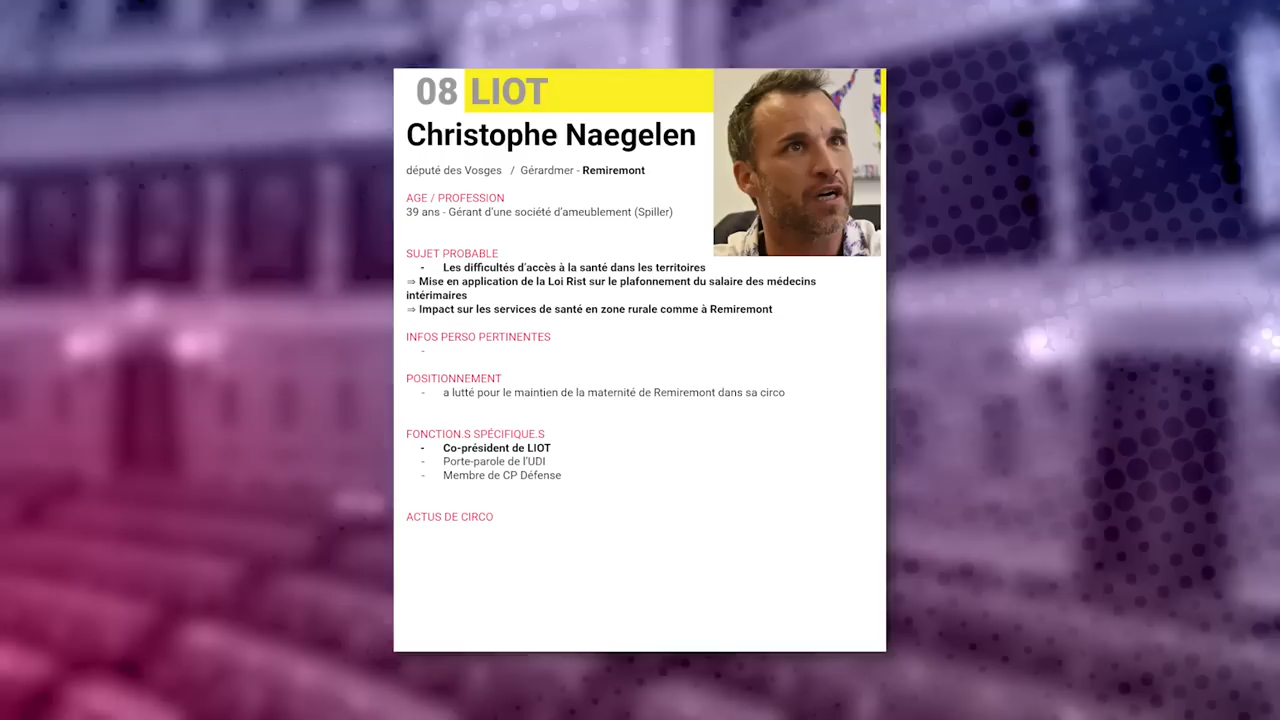 08 LIOT
Christophe Naegelen
député des Vosges / Gérardmer - Remiremont
AGE / PROFESSION
39 ans - Gérant d'une société d'ameublement (Spiller)
SUJET PROBABLE
- Les difficultés d'accès à la santé dans les territoires
⇒ Mise en application de la Loi Rist sur le plafonnement du salaire des médecins
intérimaires
⇒ Impact sur les services de santé en zone rurale comme à Remiremont
INFOS PERSO PERTINENTES
-
POSITIONNEMENT
- a lutté pour le maintien de la maternité de Remiremont dans sa circo
FONCTION.S SPÉCIFIQUE.S
- Co-président de LIOT
- Porte-parole de l'UDI
- Membre de CP Défense
ACTUS DE CIRCO